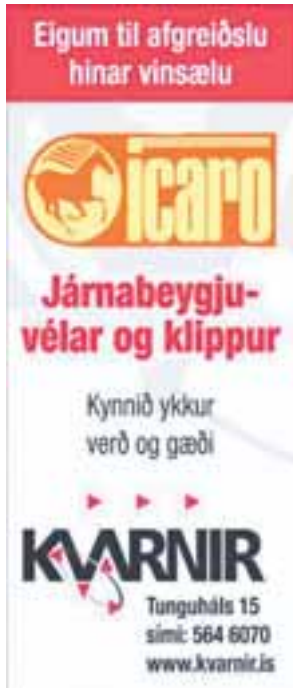 Eigum til afgreiðslu
hinar vinsælu
icaro
Járnabeygju-
vélar og klippur
Kynnið ykkur
verð og gæði
KVARNIR
Tunguháls 15
sími: 564 6070
www.kvarnir.is